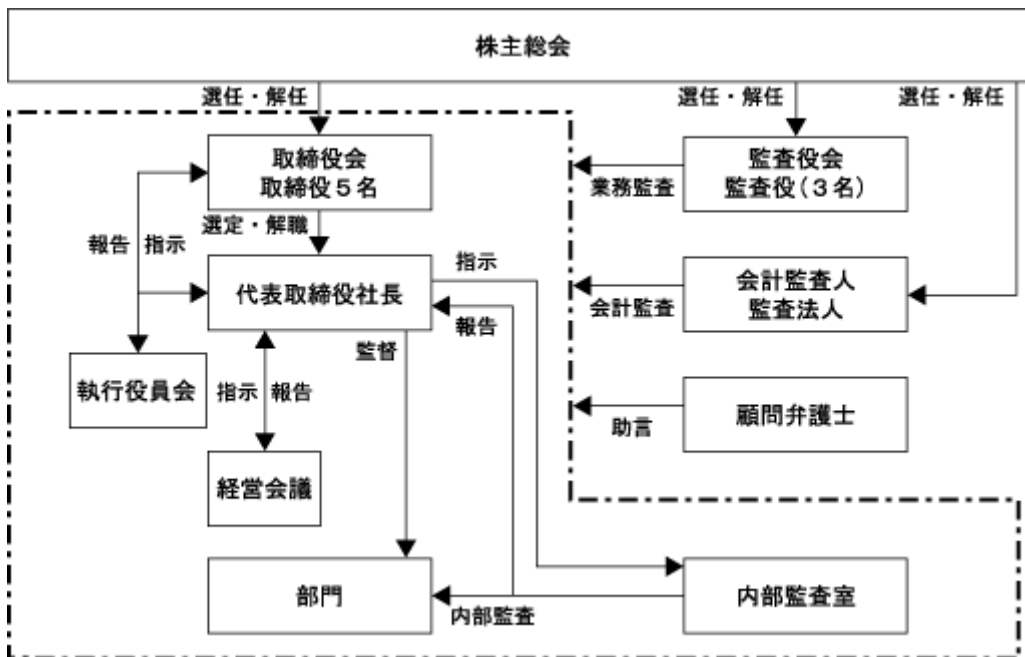 株主総会
選任・解任
選任・解任
選任・解任
取締役会
取締役５名
監査役会
監査役（３名）
業務監査
選定・解職
報告
指示
指示
代表取締役社長
会計監査人
監査法人
会計監査
報告
監督
執行役員会
指示
報告
顧問弁護士
助言
経営会議
部門
内部監査
内部監査室